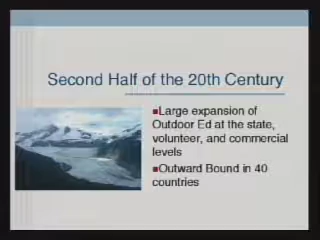 Second Half of the 20th Century
Large expansion of
Outdoor Ed at the state,
volunteer, and commercial
levels
Outward Bound in 40
countries